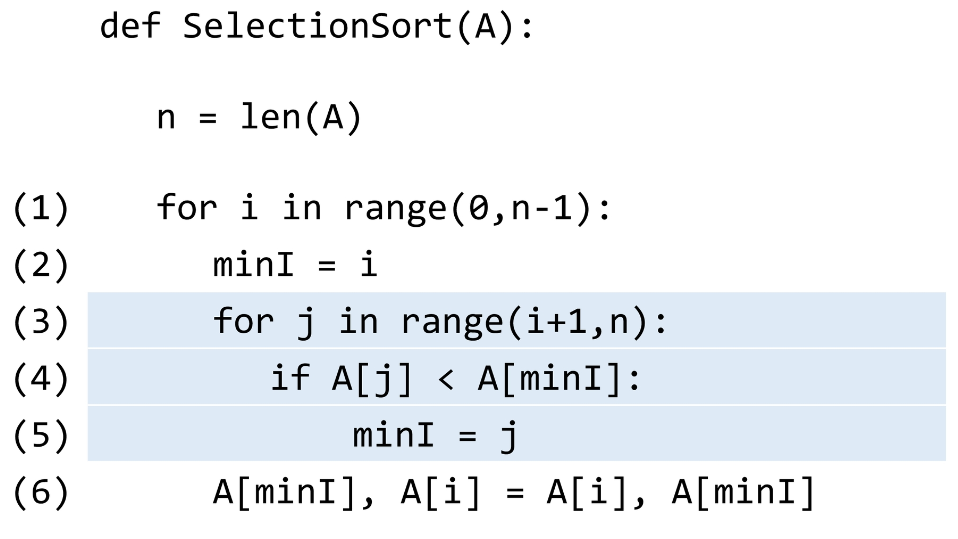 def SelectionSort(A):
n = len(A)
(1) for i in range(0,n-1):
(2) minI = i
(3) for j in range(i+1,n):
(4) if A[j] < A[minI]:
(5) minI = j
(6) A[minI], A[i] = A[i], A[minI]